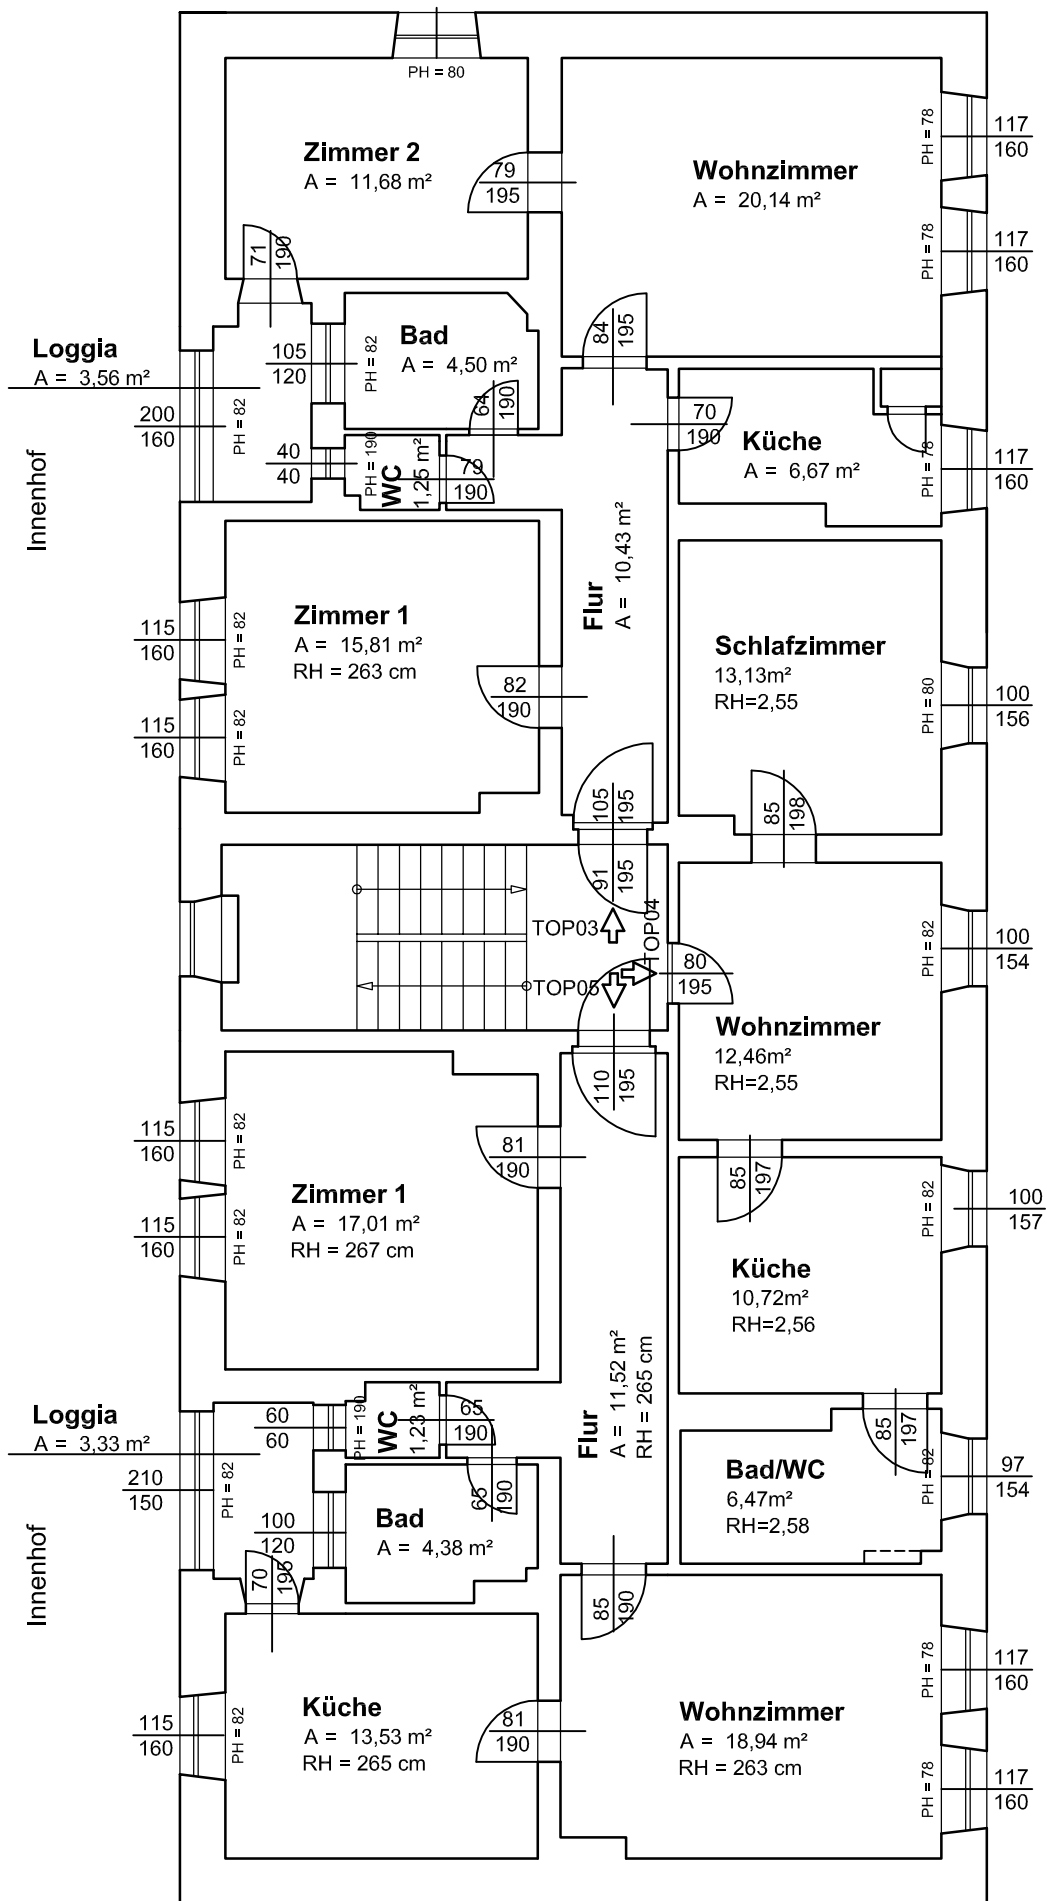 PH = 80
Zimmer 2
A = 11,68 m²
79
195
Wohnzimmer
A = 20,14 m²
PH = 78
117
160
PH = 78
117
160
71
190
Loggia
A = 3,56 m²
200
160
PH = 82
105
120
PH = 82
Bad
A = 4,50 m²
64
190
84
195
70
190
Küche
A = 6,67 m²
PH = 78
117
160
40
40
PH = 190
WC
1,25 m²
79
190
Innenhof
Flur
A = 10,43 m²
Zimmer 1
A = 15,81 m²
RH = 263 cm
115
160
PH = 82
115
160
PH = 82
82
190
Schlafzimmer
13,13m²
RH=2,55
PH = 80
100
156
105
195
85
198
91
195
TOP03
TOP04
TOP05
80
195
PH = 82
100
154
Wohnzimmer
12,46m²
RH=2,55
110
195
115
160
PH = 82
81
190
Zimmer 1
A = 17,01 m²
RH = 267 cm
115
160
PH = 82
85
197
PH = 82
100
157
Küche
10,72m²
RH=2,56
Flur
A = 11,52 m²
RH = 265 cm
Loggia
A = 3,33 m²
210
150
PH = 82
60
60
PH = 190
WC
1,23 m²
65
190
85
197
Bad/WC
6,47m²
RH=2,58
PH = 82
97
154
Innenhof
100
120
Bad
A = 4,38 m²
65
190
70
195
85
190
Küche
A = 13,53 m²
RH = 265 cm
115
160
PH = 82
81
190
Wohnzimmer
A = 18,94 m²
RH = 263 cm
PH = 78
117
160
PH = 78
117
160